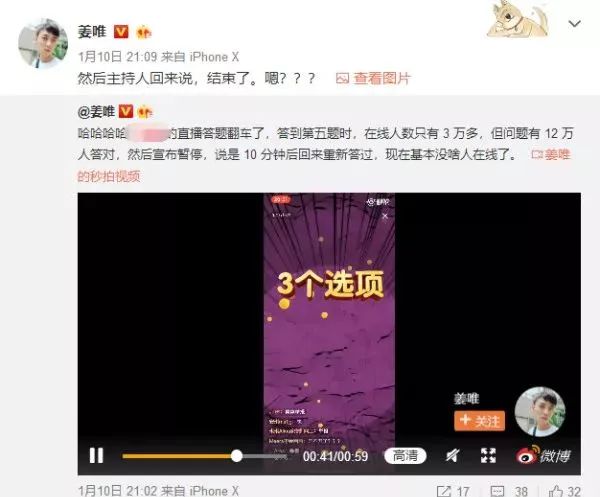 姜唯
1月10日 21:09 来自 iPhone X
然后主持人回来说，结束了。嗯？？？ 查看图片
@姜唯
哈哈哈哈 的直播答题翻车了，答到第五题时，在线人数只有 3 万多，但问题有 12 万
人答对，然后宣布暂停，说是 10 分钟后回来重新答过，现在基本没啥人在线了。 姜唯
的秒拍视频
3个选项
姜唯
+ 关注
00:41/00:59
高清
微博
1月10日 21:02 来自 iPhone X
17
38
32